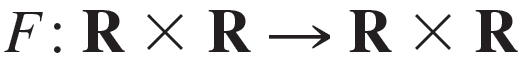 F: R × R → R × R